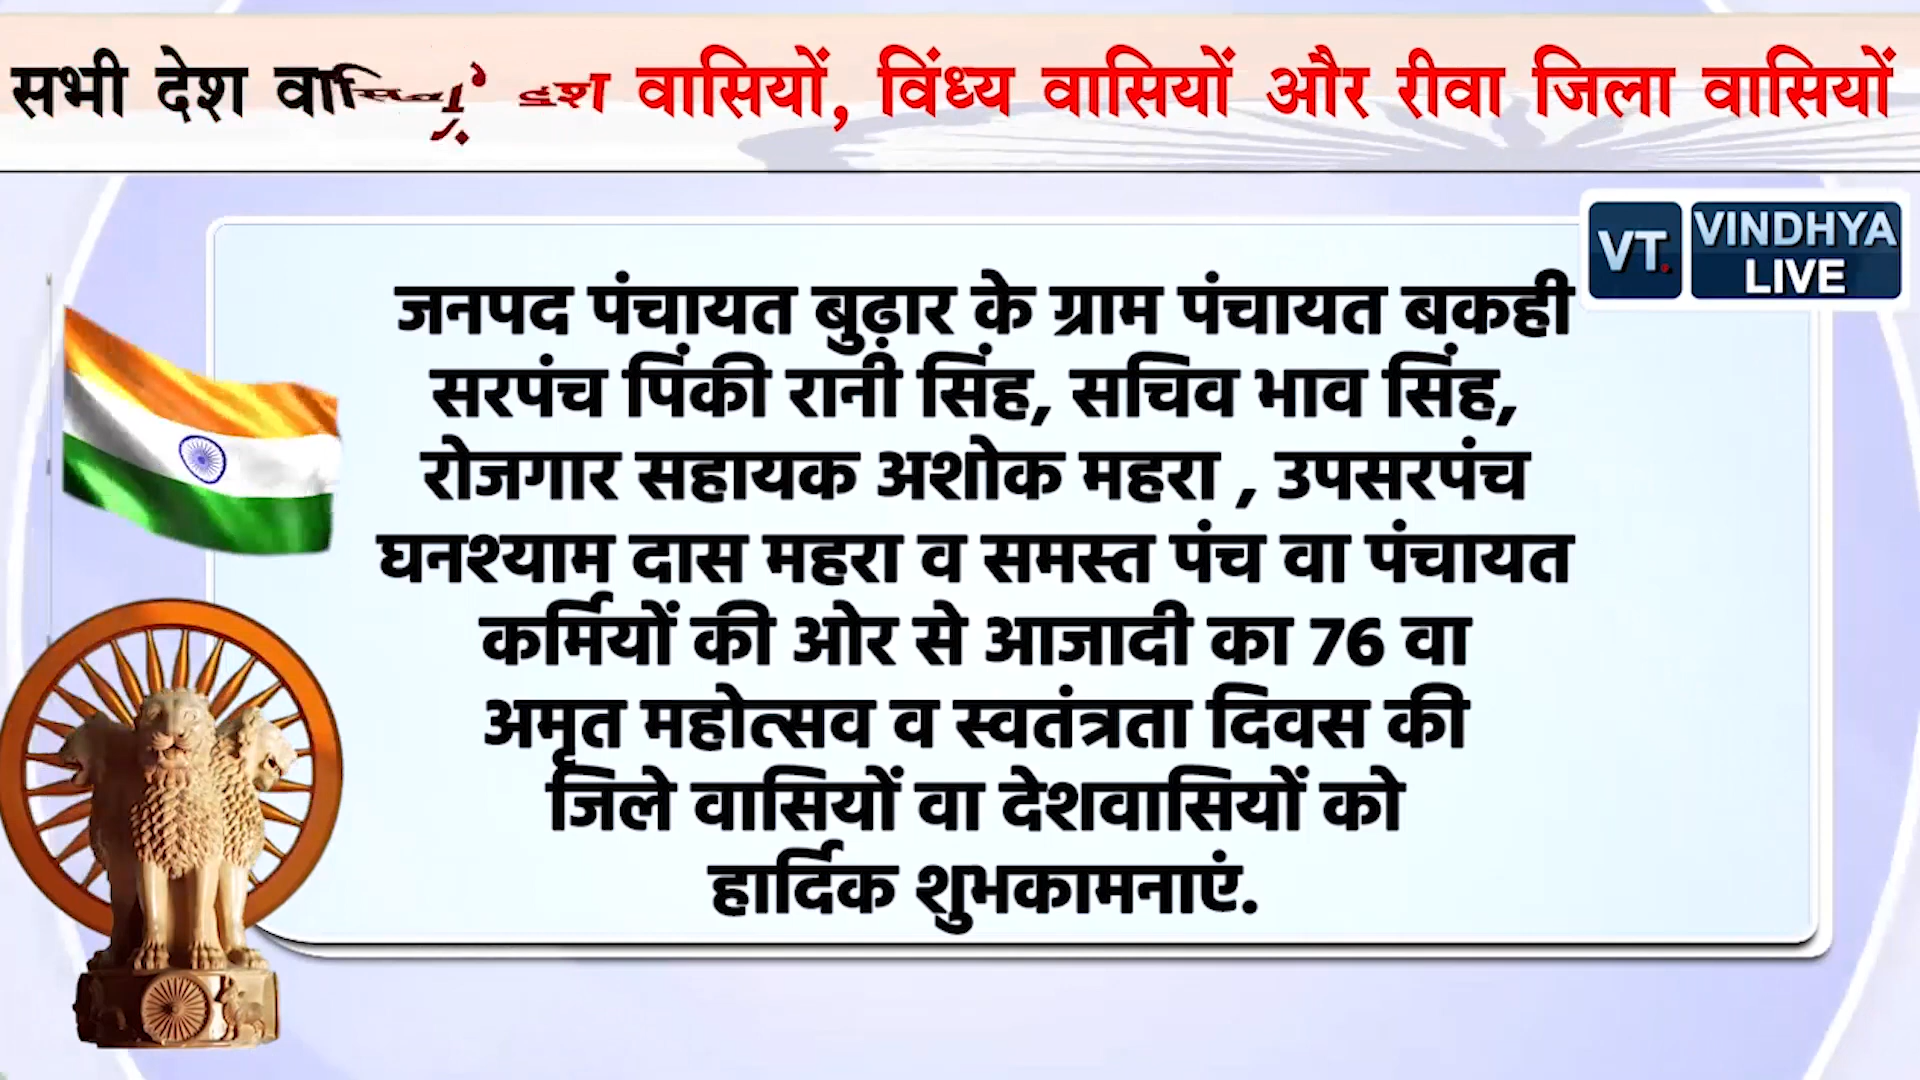 सभी देश वा वासियों, विंध्य वासियों और रीवा जिला वासियों
VT. VINDHYA
LIVE
जनपद पंचायत बुढ़ार के ग्राम पंचायत बकही
सरपंच पिंकी रानी सिंह, सचिव भाव सिंह,
रोजगार सहायक अशोक महरा , उपसरपंच
घनश्याम दास महरा व समस्त पंच वा पंचायत
कर्मियों की ओर से आजादी का 76 वा
अमृत महोत्सव व स्वतंत्रता दिवस की
जिले वासियों वा देशवासियों को
हार्दिक शुभकामनाएं.